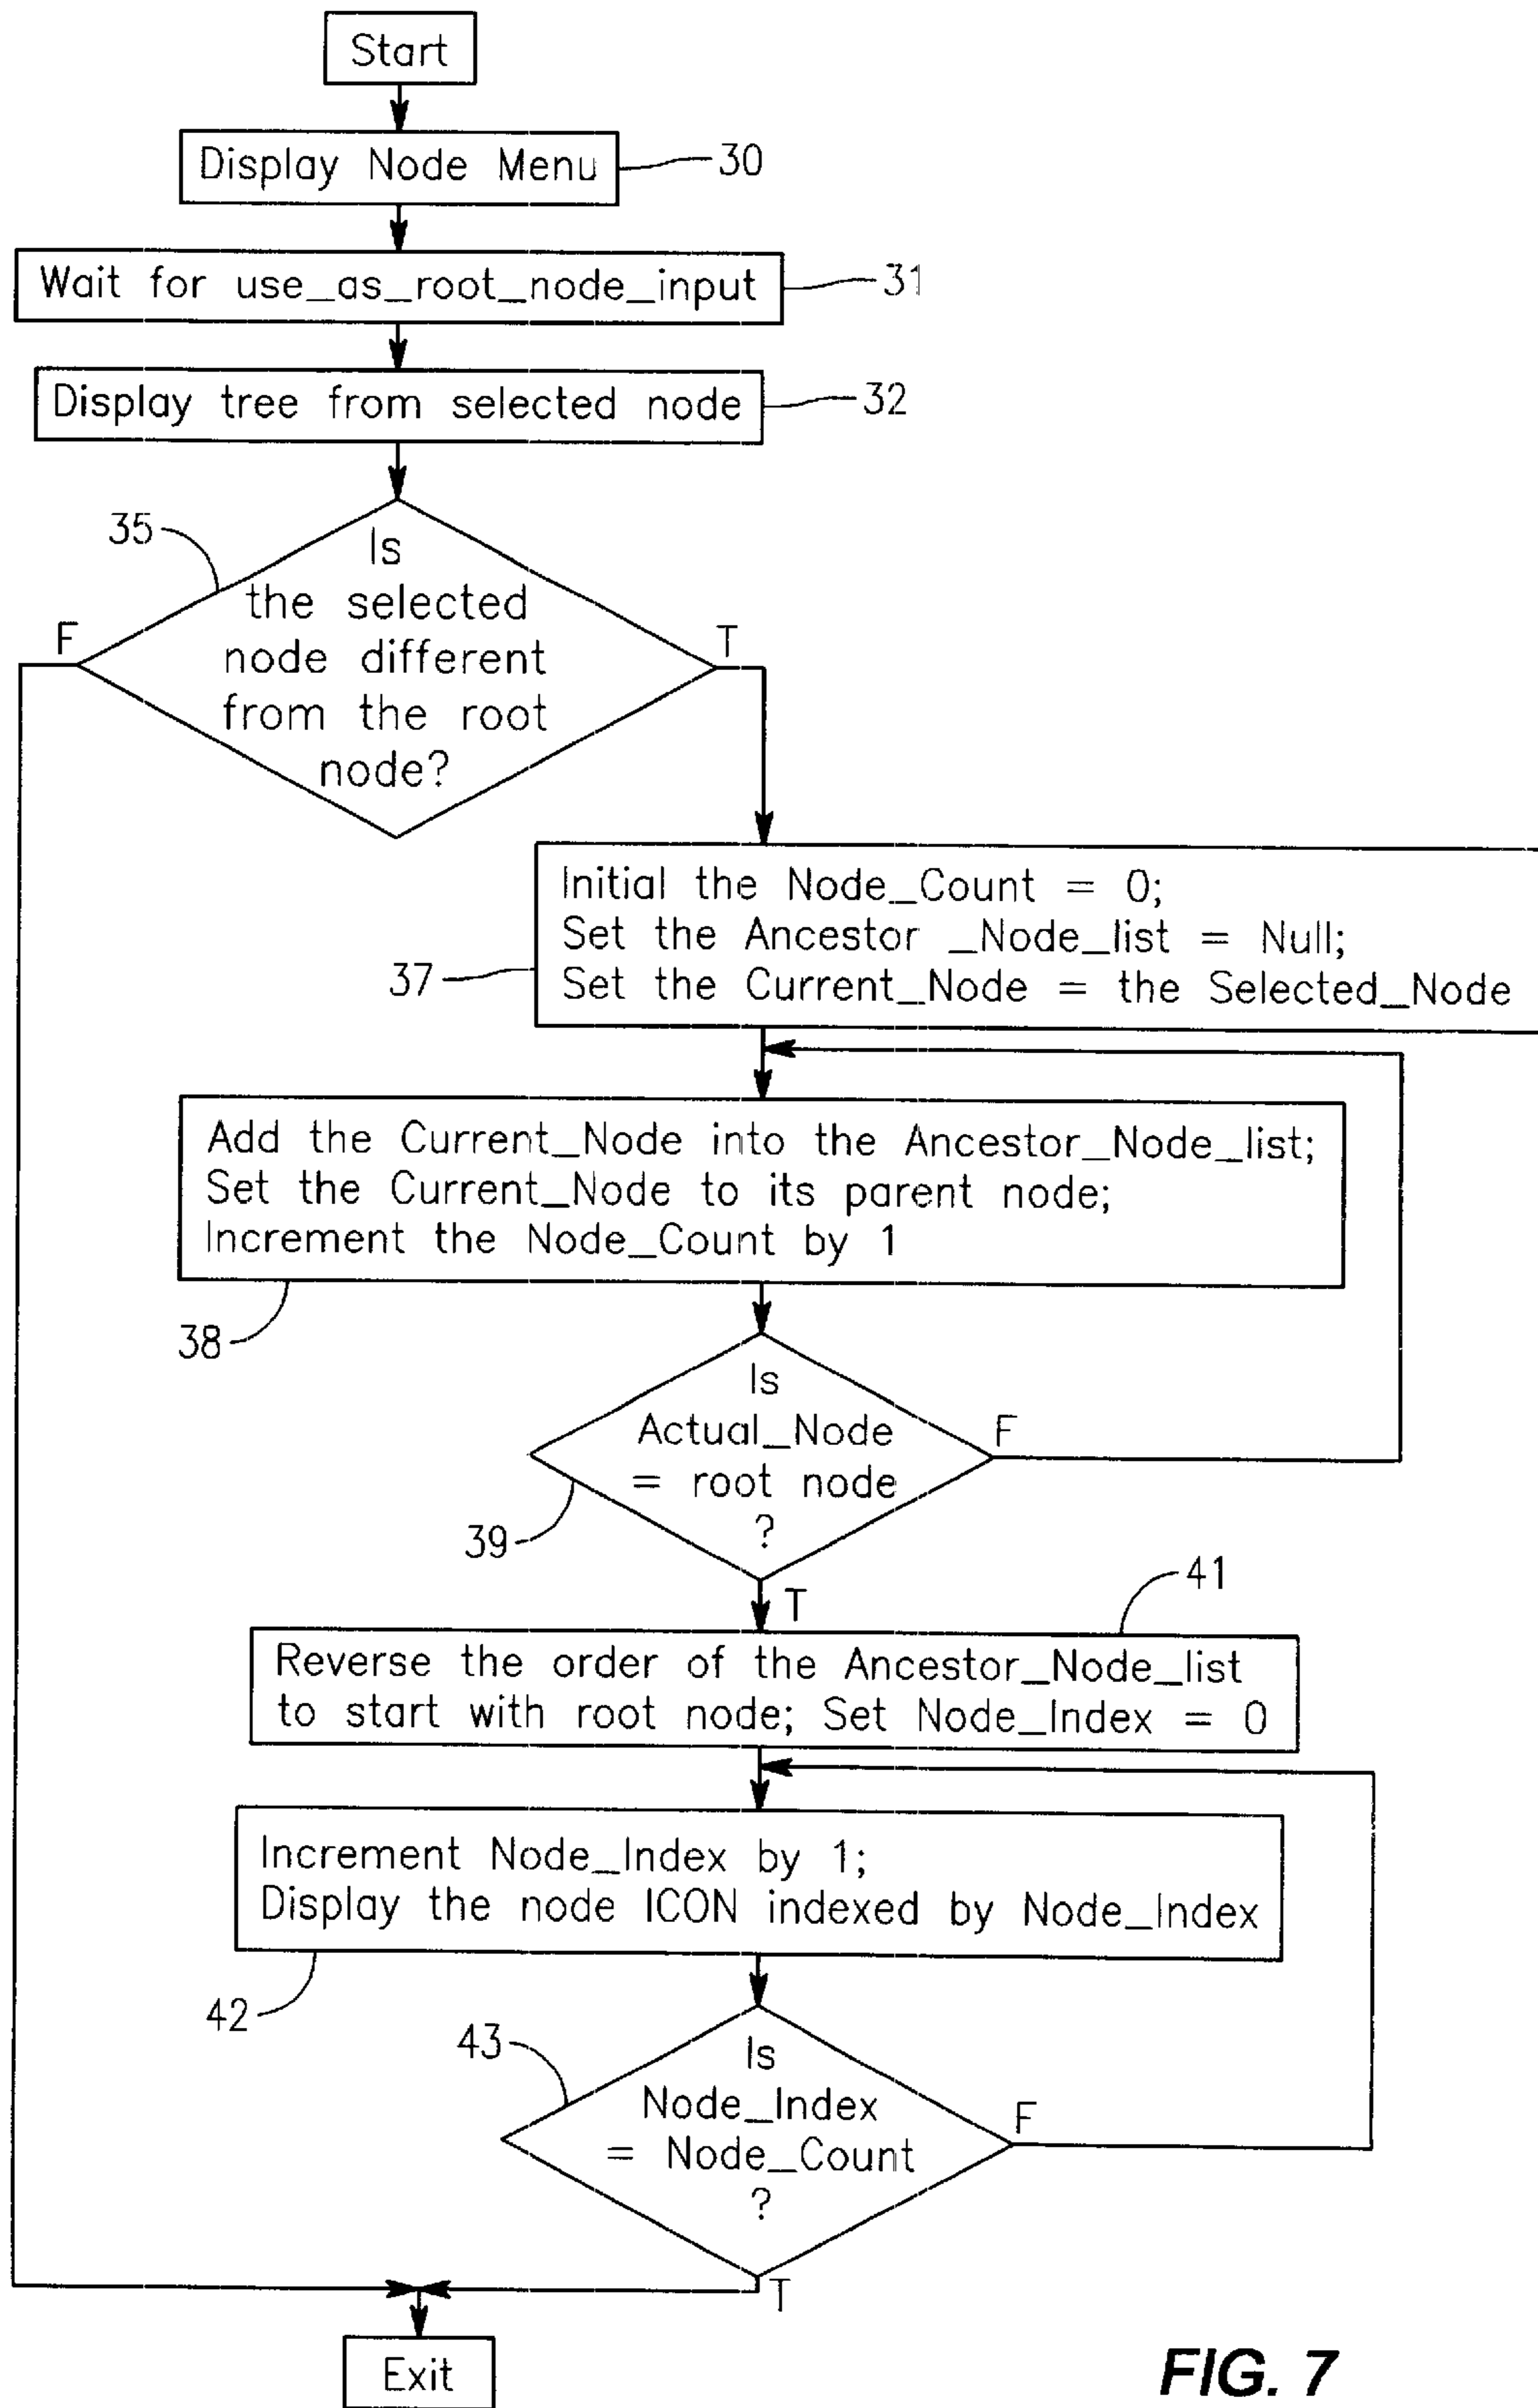 Start
Display Node Menu
30
Wait for use_as_root_node_input
31
Display tree from selected node
32
35
Is
the selected
node different
from the root
node?
F
T
Initial the Node_Count = 0;
Set the Ancestor _Node_list = Null;
Set the Current_Node = the Selected_Node
37
Add the Current_Node into the Ancestor_Node_list;
Set the Current_Node to its parent node;
Increment the Node_Count by 1
38
Is
Actual_Node
= root node
?
F
39
T
41
Reverse the order of the Ancestor_Node_list
to start with root node; Set Node_Index = 0
Increment Node_Index by 1;
Display the node ICON indexed by Node_Index
42
43
Is
Node_Index
= Node_Count
?
F
T
Exit
FIG. 7